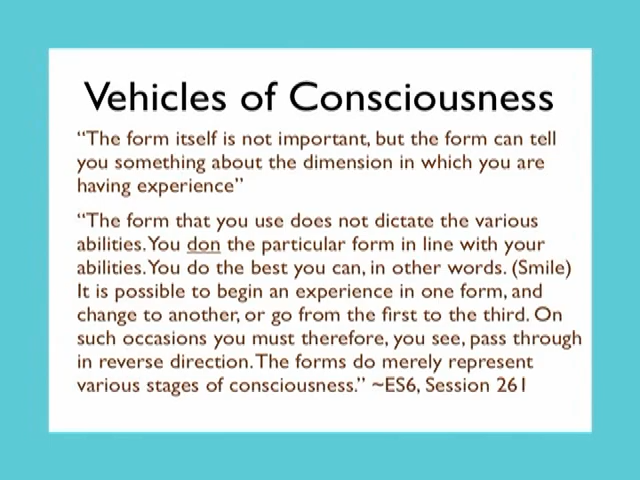 Vehicles of Consciousness
“The form itself is not important, but the form can tell
you something about the dimension in which you are
having experience”
“The form that you use does not dictate the various
abilities. You don the particular form in line with your
abilities. You do the best you can, in other words. (Smile)
It is possible to begin an experience in one form, and
change to another, or go from the first to the third. On
such occasions you must therefore, you see, pass through
in reverse direction. The forms do merely represent
various stages of consciousness.” ~ES6, Session 261